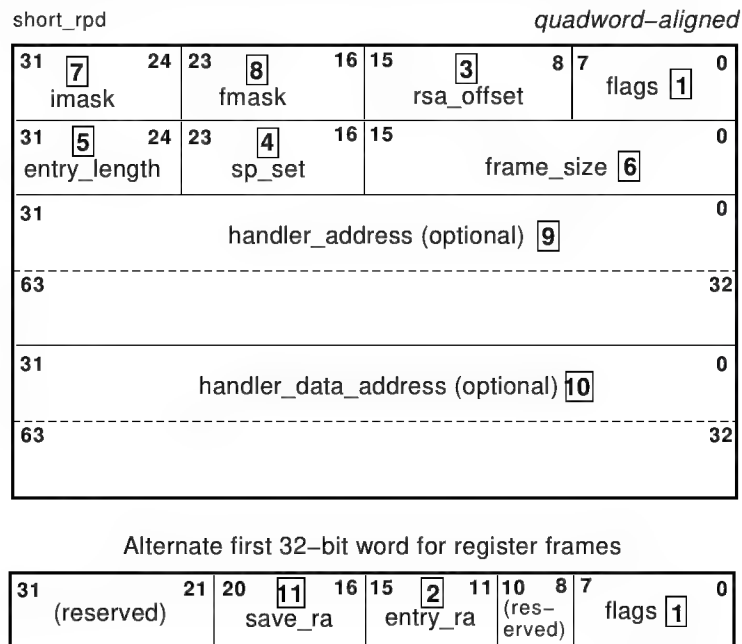 short_rpd quadword–aligned
31 7 24 23 8 16 15 3 8 7 0
imask fmask rsa_offset flags 1
31 5 24 23 4 16 15 0
entry_length sp_set frame_size 6
31 0
handler_address (optional) 9
63 32
31 0
handler_data_address (optional) 10
63 32
Alternate first 32–bit word for register frames
31 21 20 11 16 15 2 11 10 8 7 0
(reserved) save_ra entry_ra (res–
erved) flags 1